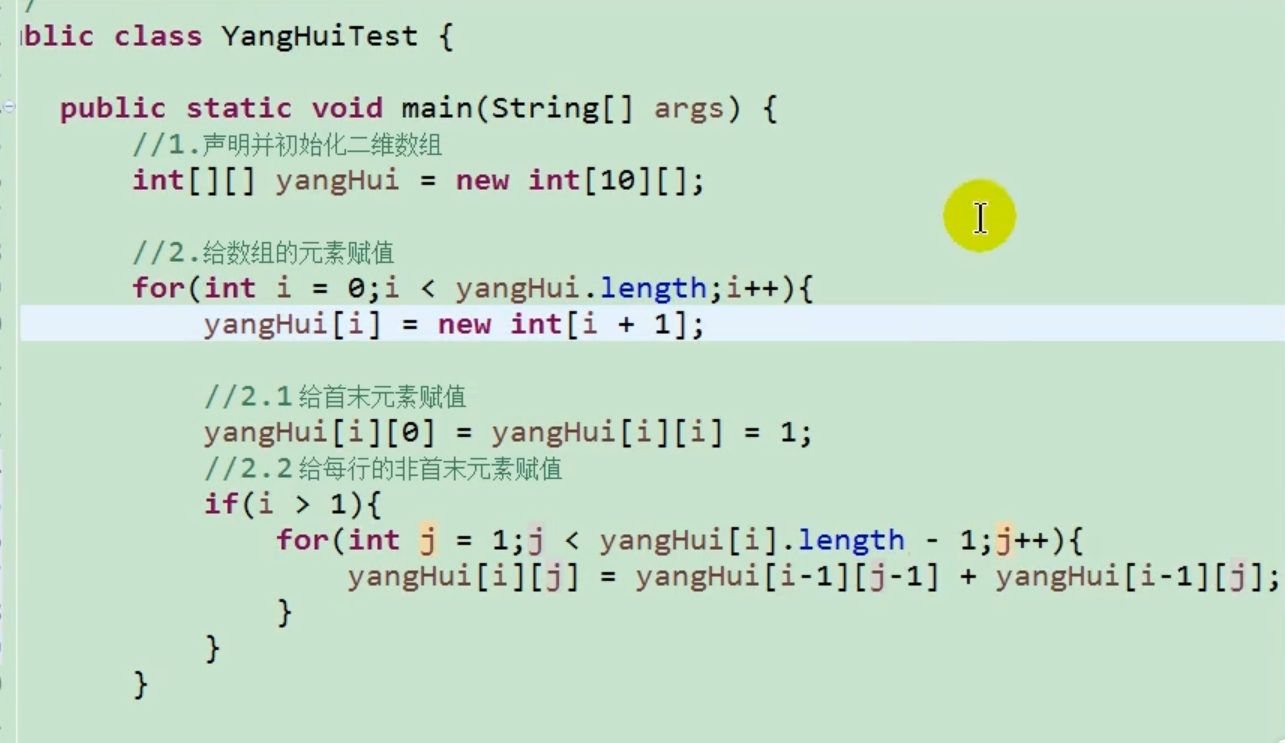 blic class YangHuiTest {
public static void main(String[] args) {
//1.声明并初始化二维数组
int[][] yangHui = new int[10][];
//2.给数组的元素赋值
for(int i = 0;i < yangHui.length;i++){
yangHui[i] = new int[i + 1];
//2.1给首末元素赋值
yangHui[i][0] = yangHui[i][i] = 1;
//2.2给每行的非首末元素赋值
if(i > 1){
for(int j = 1;j < yangHui[i].length - 1;j++){
yangHui[i][j] = yangHui[i-1][j-1] + yangHui[i-1][j];
}
}
}